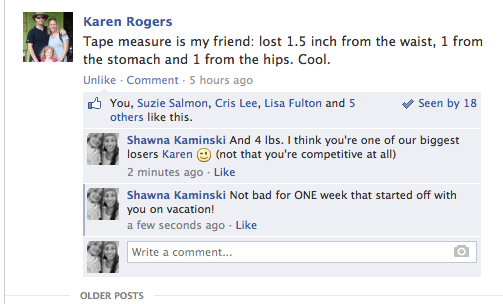 Karen Rogers
Tape measure is my friend: lost 1.5 inch from the waist, 1 from
the stomach and 1 from the hips. Cool.
Unlike · Comment · 5 hours ago
You, Suzie Salmon, Cris Lee, Lisa Fulton and 5
others like this.
Seen by 18
Shawna Kaminski And 4 lbs. I think you're one of our biggest
losers Karen (not that you're competitive at all)
2 minutes ago · Like
Shawna Kaminski Not bad for ONE week that started off with
you on vacation!
a few seconds ago · Like
Write a comment...
OLDER POSTS